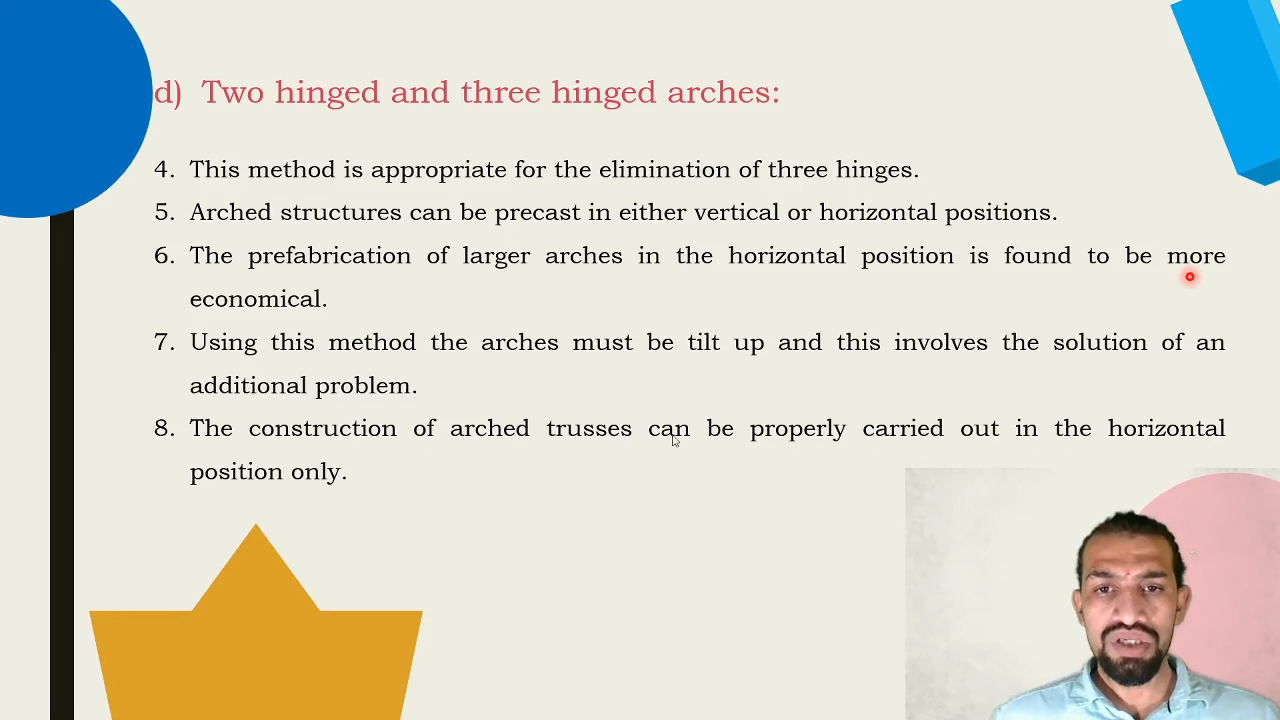 d) Two hinged and three hinged arches:
4. This method is appropriate for the elimination of three hinges.
5. Arched structures can be precast in either vertical or horizontal positions.
6. The prefabrication of larger arches in the horizontal position is found to be more
economical.
7. Using this method the arches must be tilt up and this involves the solution of an
additional problem.
8. The construction of arched trusses can be properly carried out in the horizontal
position only.